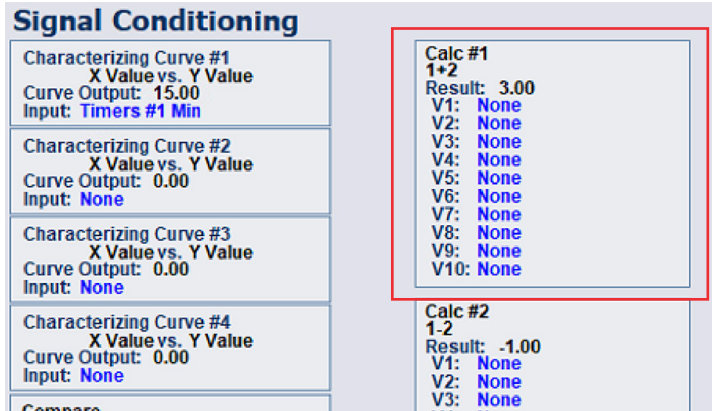 Signal Conditioning
Characterizing Curve #1
X Value vs. Y Value
Curve Output: 15.00
Input: Timers #1 Min
Characterizing Curve #2
X Value vs. Y Value
Curve Output: 0.00
Input: None
Characterizing Curve #3
X Value vs. Y Value
Curve Output: 0.00
Input: None
Characterizing Curve #4
X Value vs. Y Value
Curve Output: 0.00
Input: None
Compare
Calc #1
1+2
Result: 3.00
V1: None
V2: None
V3: None
V4: None
V5: None
V6: None
V7: None
V8: None
V9: None
V10: None
Calc #2
1-2
Result: -1.00
V1: None
V2: None
V3: None